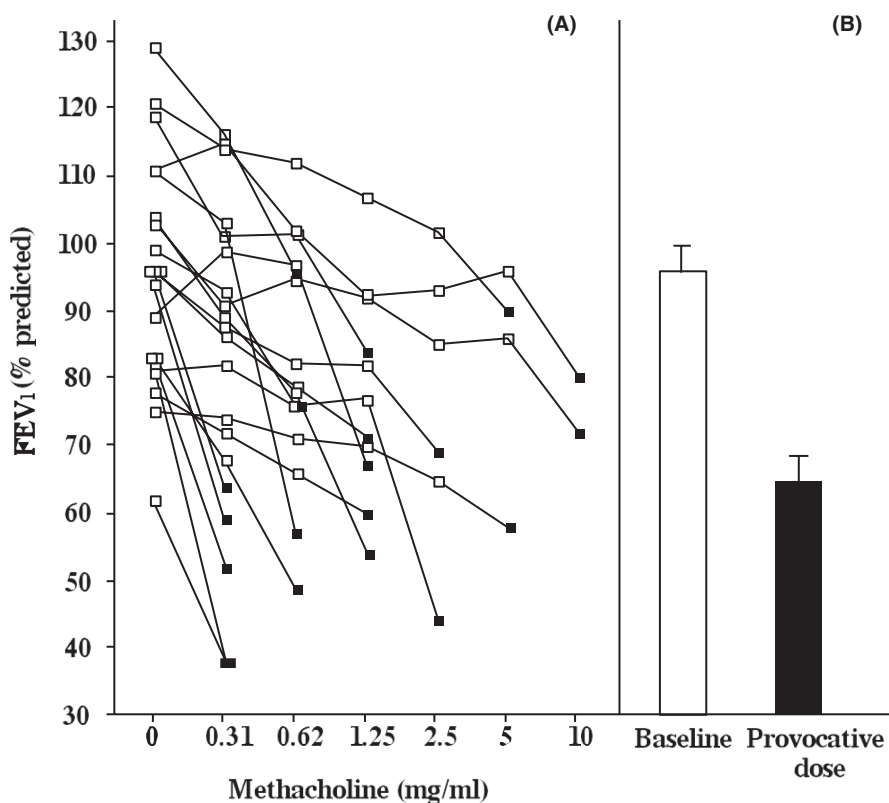 (A)
(B)
FEV1 (% predicted)
130
120
110
100
90
80
70
60
50
40
30
0 0.31 0.62 1.25 2.5 5 10
Methacholine (mg/ml)
Baseline Provocative
dose